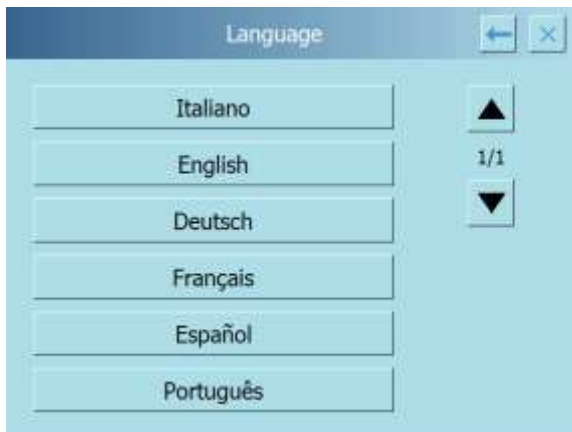 Language
Italiano
English
Deutsch
Français
Español
Português
1/1